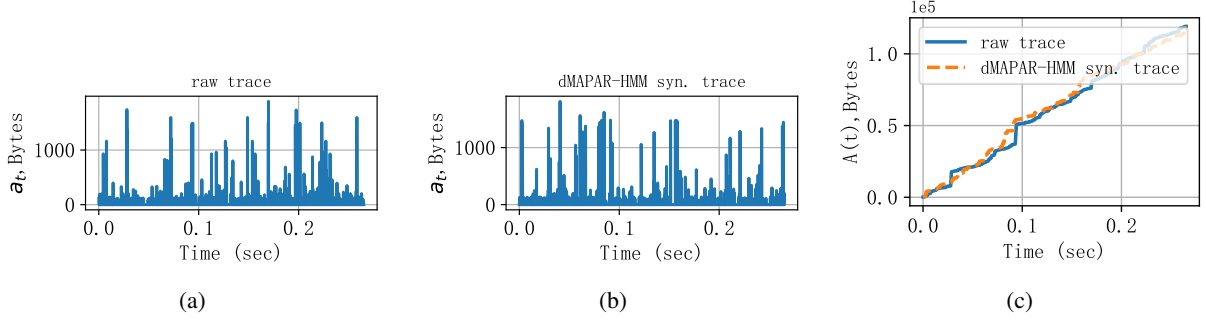 raw trace
a_t,Bytes
1000
0
0.0 0.1 0.2
Time (sec)
(a)
dMAPAR-HMM syn. trace
a_t,Bytes
1000
0
0.0 0.1 0.2
Time (sec)
(b)
1e5
raw trace
dMAPAR-HMM syn. trace
A(t),Bytes
1.0
0.5
0.0
0.0 0.1 0.2
Time (sec)
(c)